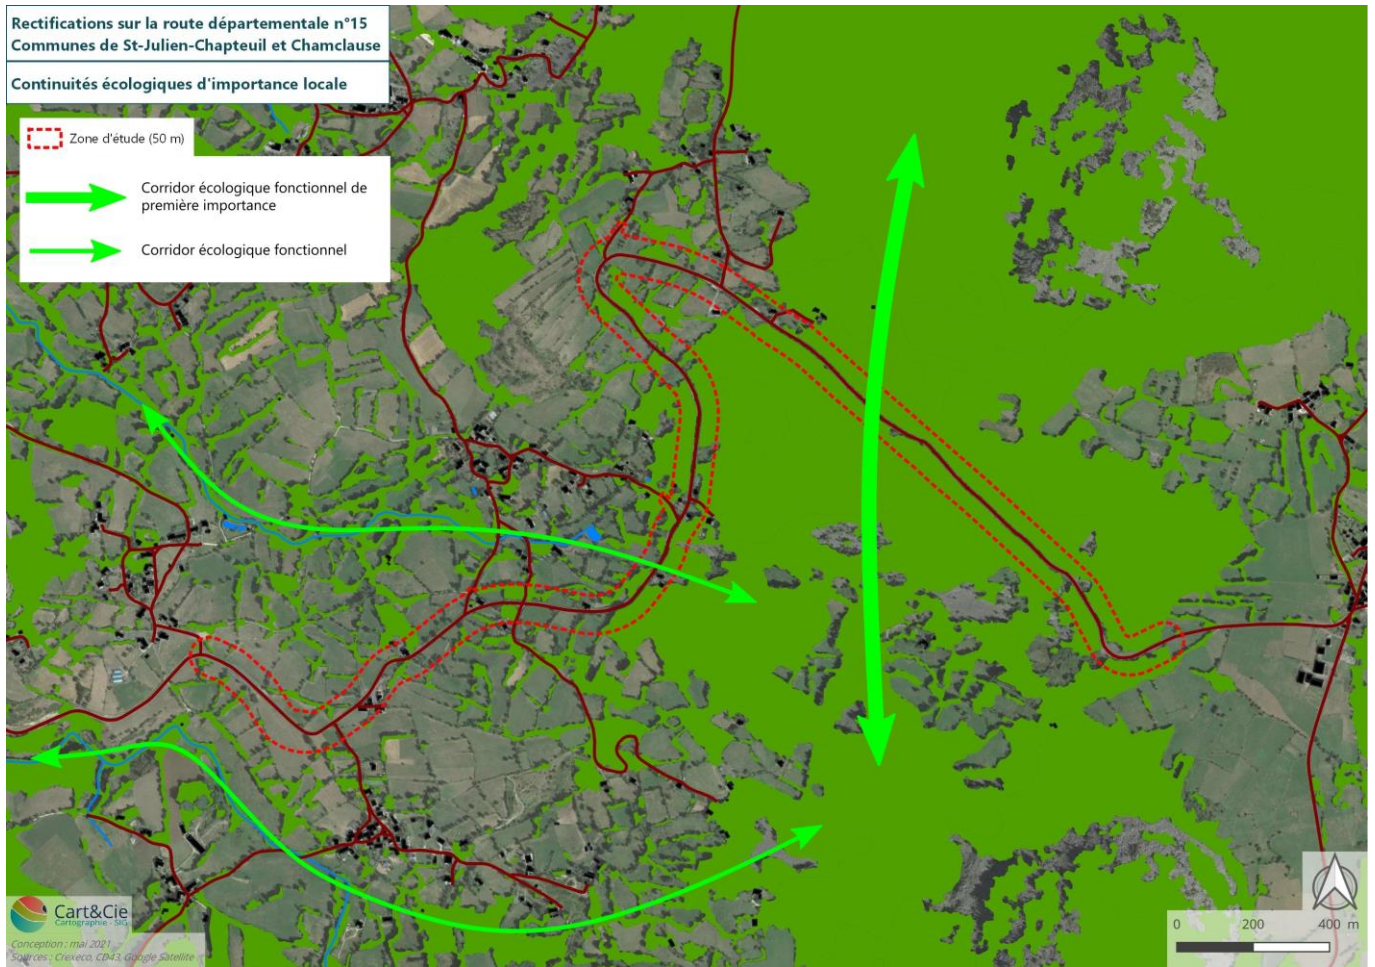 Rectifications sur la route départementale n°15
Communes de St-Julien-Chapteuil et Chamclause
Continuités écologiques d'importance locale
Zone d'étude (50 m)
Corridor écologique fonctionnel de
première importance
Corridor écologique fonctionnel
Cart&Cie
Cartographie - SIG
Conception : mai 2021
Sources : Crexeco, CD43, Google Satellite
0 200 400 m